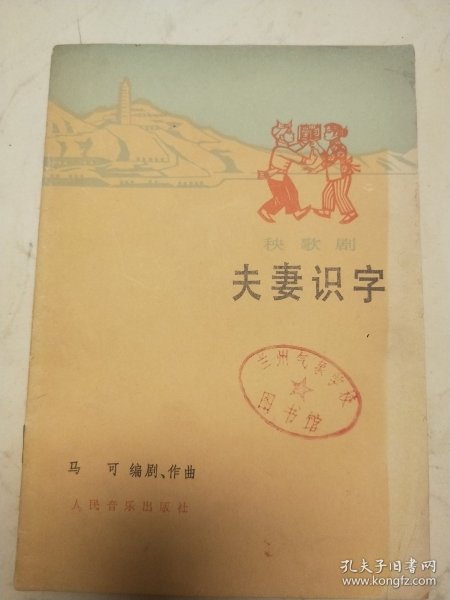 秧歌剧
夫妻识字
兰州气象学校
图书馆
马可 编剧、作曲
人民音乐出版社
孔夫子旧书网
www.kongfz.com